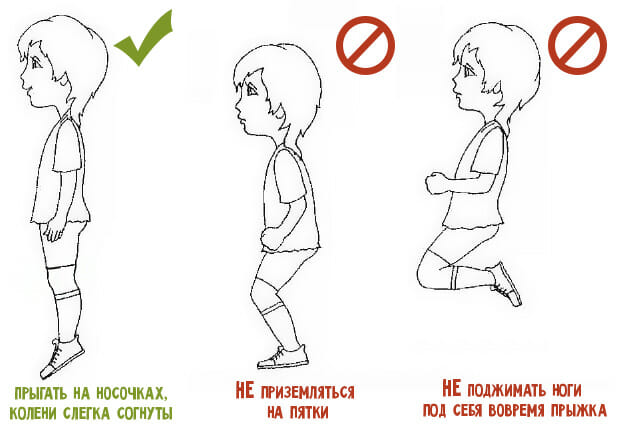 ПРЫГАТЬ НА НОСОЧКАХ,
КОЛЕНИ СЛЕГКА СОГНУТЫ
НЕ ПРИЗЕМЛЯТЬСЯ
НА ПЯТКИ
НЕ ПОДЖИМАТЬ НОГИ
ПОД СЕБЯ ВОВРЕМЯ ПРЫЖКА